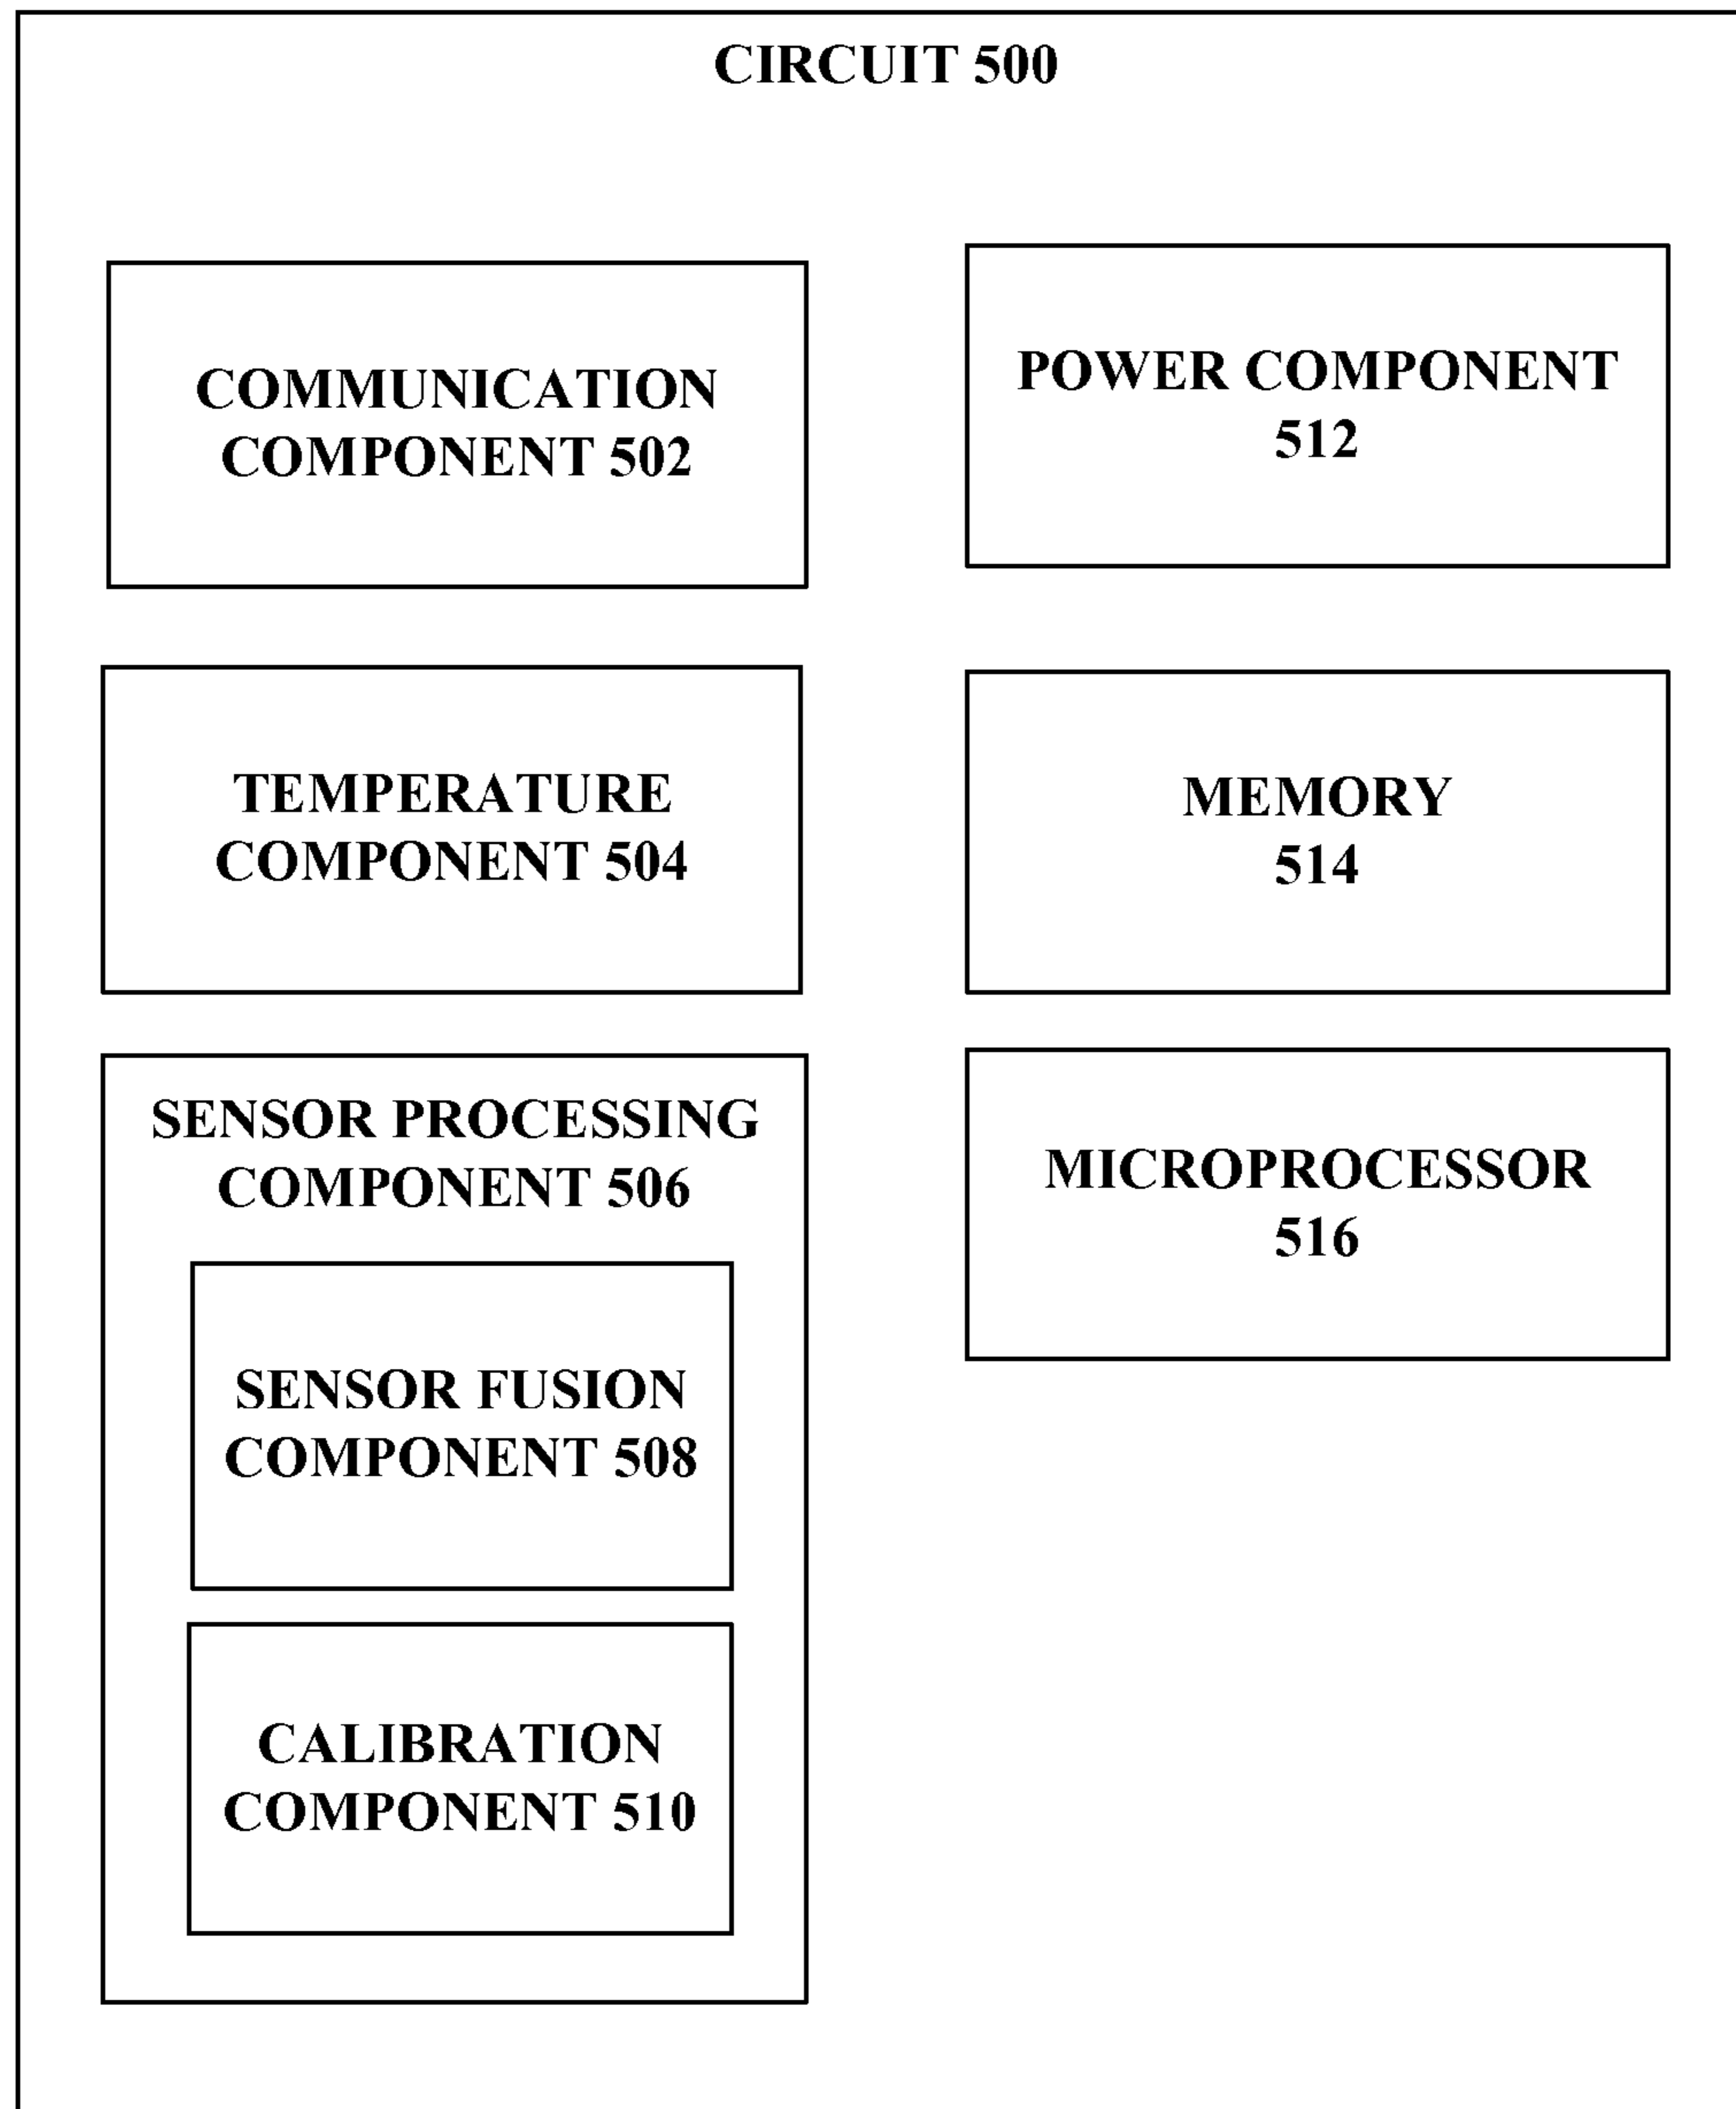 CIRCUIT 500
COMMUNICATION
COMPONENT 502
TEMPERATURE
COMPONENT 504
SENSOR PROCESSING
COMPONENT 506
SENSOR FUSION
COMPONENT 508
CALIBRATION
COMPONENT 510
POWER COMPONENT
512
MEMORY
514
MICROPROCESSOR
516